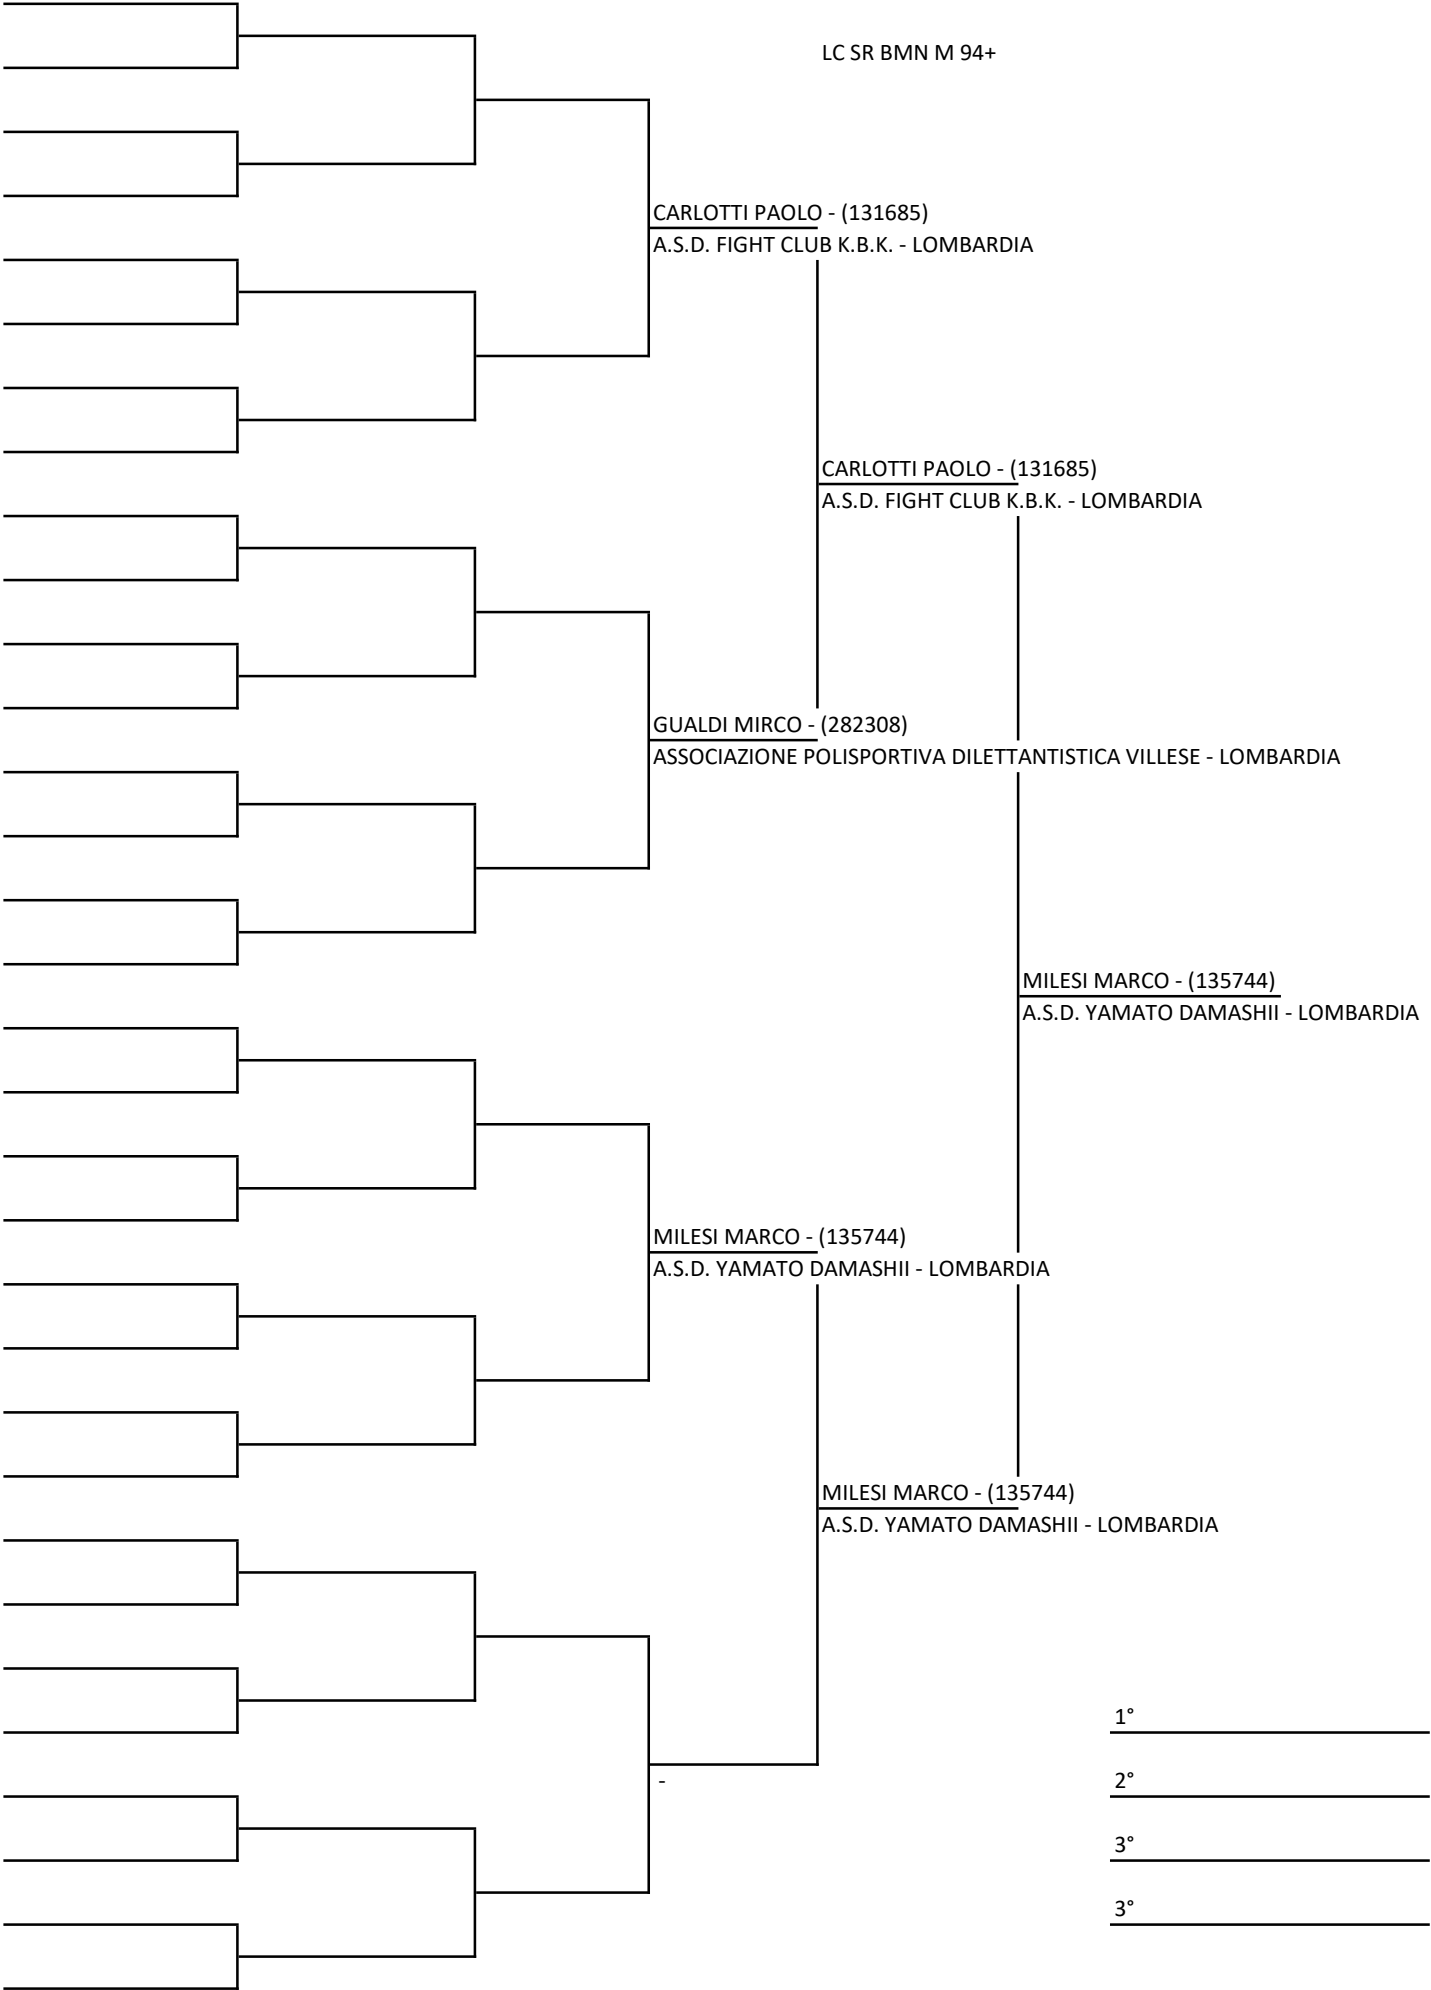 LC SR BMN M 94+
CARLOTTI PAOLO - (131685)
A.S.D. FIGHT CLUB K.B.K. - LOMBARDIA
CARLOTTI PAOLO - (131685)
A.S.D. FIGHT CLUB K.B.K. - LOMBARDIA
GUALDI MIRCO - (282308)
ASSOCIAZIONE POLISPORTIVA DILETTANTISTICA VILLESE - LOMBARDIA
MILESI MARCO - (135744)
A.S.D. YAMATO DAMASHII - LOMBARDIA
MILESI MARCO - (135744)
A.S.D. YAMATO DAMASHII - LOMBARDIA
MILESI MARCO - (135744)
A.S.D. YAMATO DAMASHII - LOMBARDIA
1°
-
2°
3°
3°